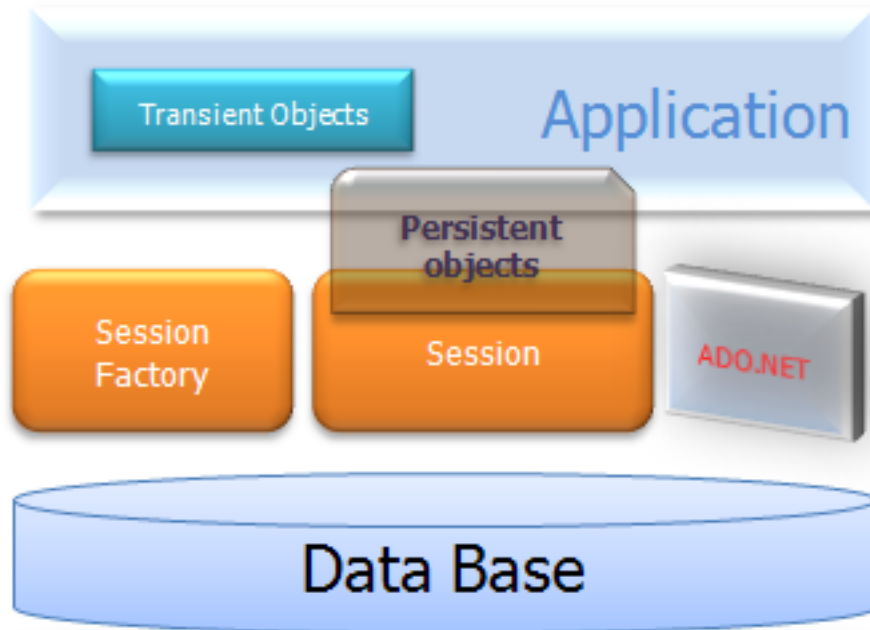 Transient Objects
Application
Persistent
objects
Session
Factory
Session
ADO.NET
Data Base